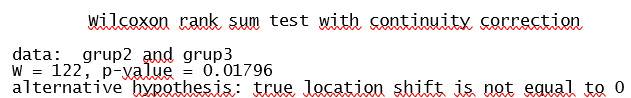 Wilcoxon rank sum test with continuity correction
data:  grup2 and grup3
W = 122, p-value = 0.01796
alternative hypothesis: true location shift is not equal to 0